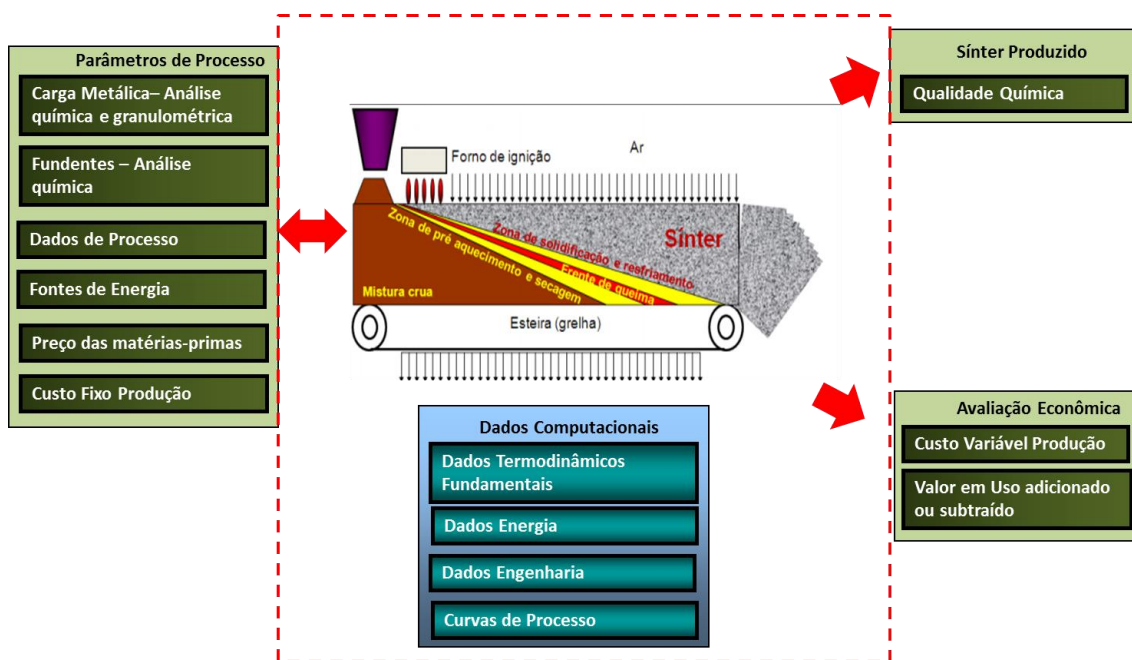 Parâmetros de Processo
Carga Metálica– Análise
química e granulométrica
Fundentes – Análise
química
Dados de Processo
Fontes de Energia
Preço das matérias-primas
Custo Fixo Produção
Forno de ignição
Ar
Zona de solidificação e resfriamento
Sínter
Frente de queima
Zona de pré aquecimento e secagem
Mistura crua
Esteira (grelha)
Dados Computacionais
Dados Termodinâmicos
Fundamentais
Dados Energia
Dados Engenharia
Curvas de Processo
Sínter Produzido
Qualidade Química
Avaliação Econômica
Custo Variável Produção
Valor em Uso adicionado
ou subtraído